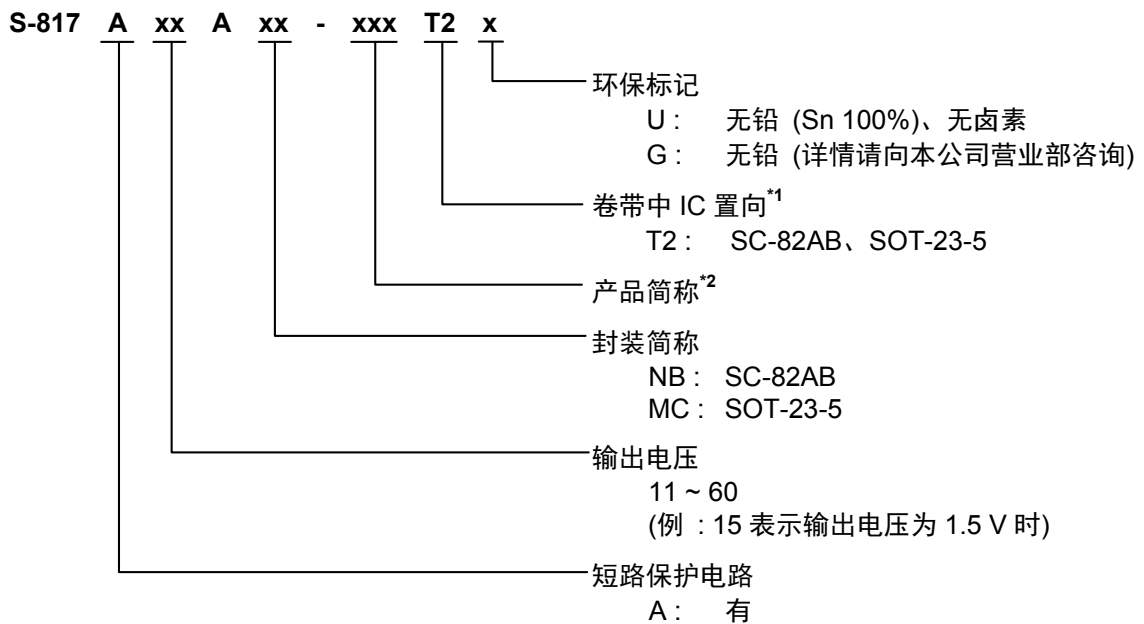 S-817 A xx A xx - xxx T2 x
环保标记
U : 无铅 (Sn 100%)、无卤素
G : 无铅 (详情请向本公司营业部咨询)
卷带中 IC 置向*1
T2 : SC-82AB、SOT-23-5
产品简称*2
封装简称
NB : SC-82AB
MC : SOT-23-5
输出电压
11 ~ 60
(例 : 15 表示输出电压为 1.5 V 时)
短路保护电路
A : 有